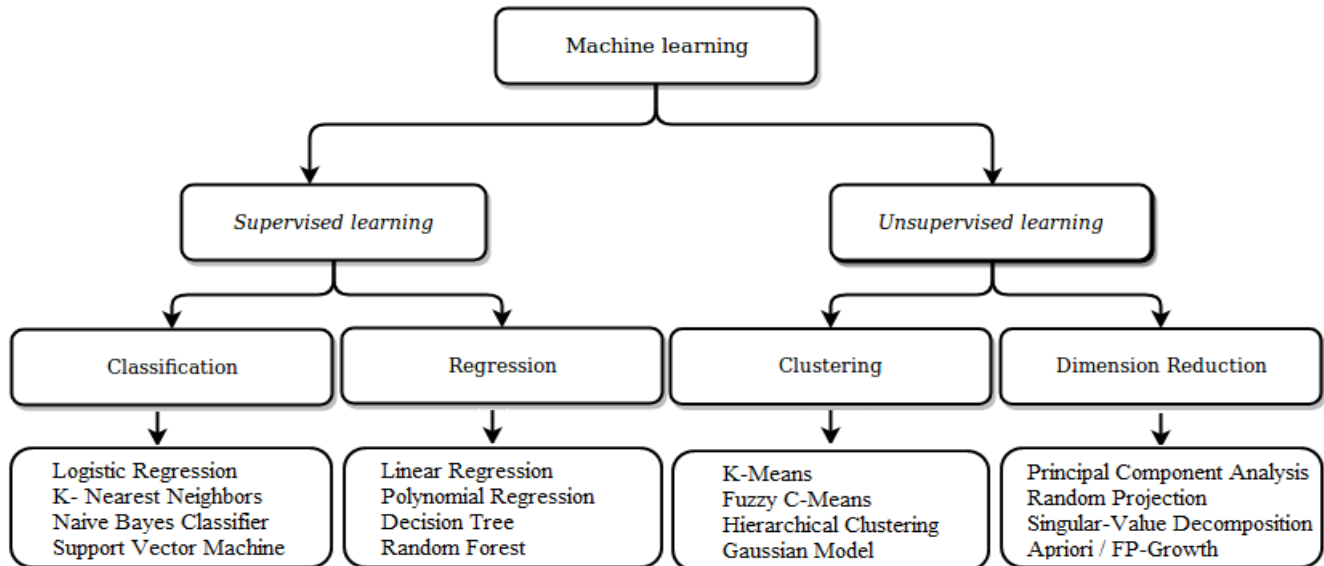 Machine learning
Supervised learning
Unsupervised learning
Classification
Regression
Clustering
Dimension Reduction
Logistic Regression
K- Nearest Neighbors
Naive Bayes Classifier
Support Vector Machine
Linear Regression
Polynomial Regression
Decision Tree
Random Forest
K-Means
Fuzzy C-Means
Hierarchical Clustering
Gaussian Model
Principal Component Analysis
Random Projection
Singular-Value Decomposition
Apriori / FP-Growth